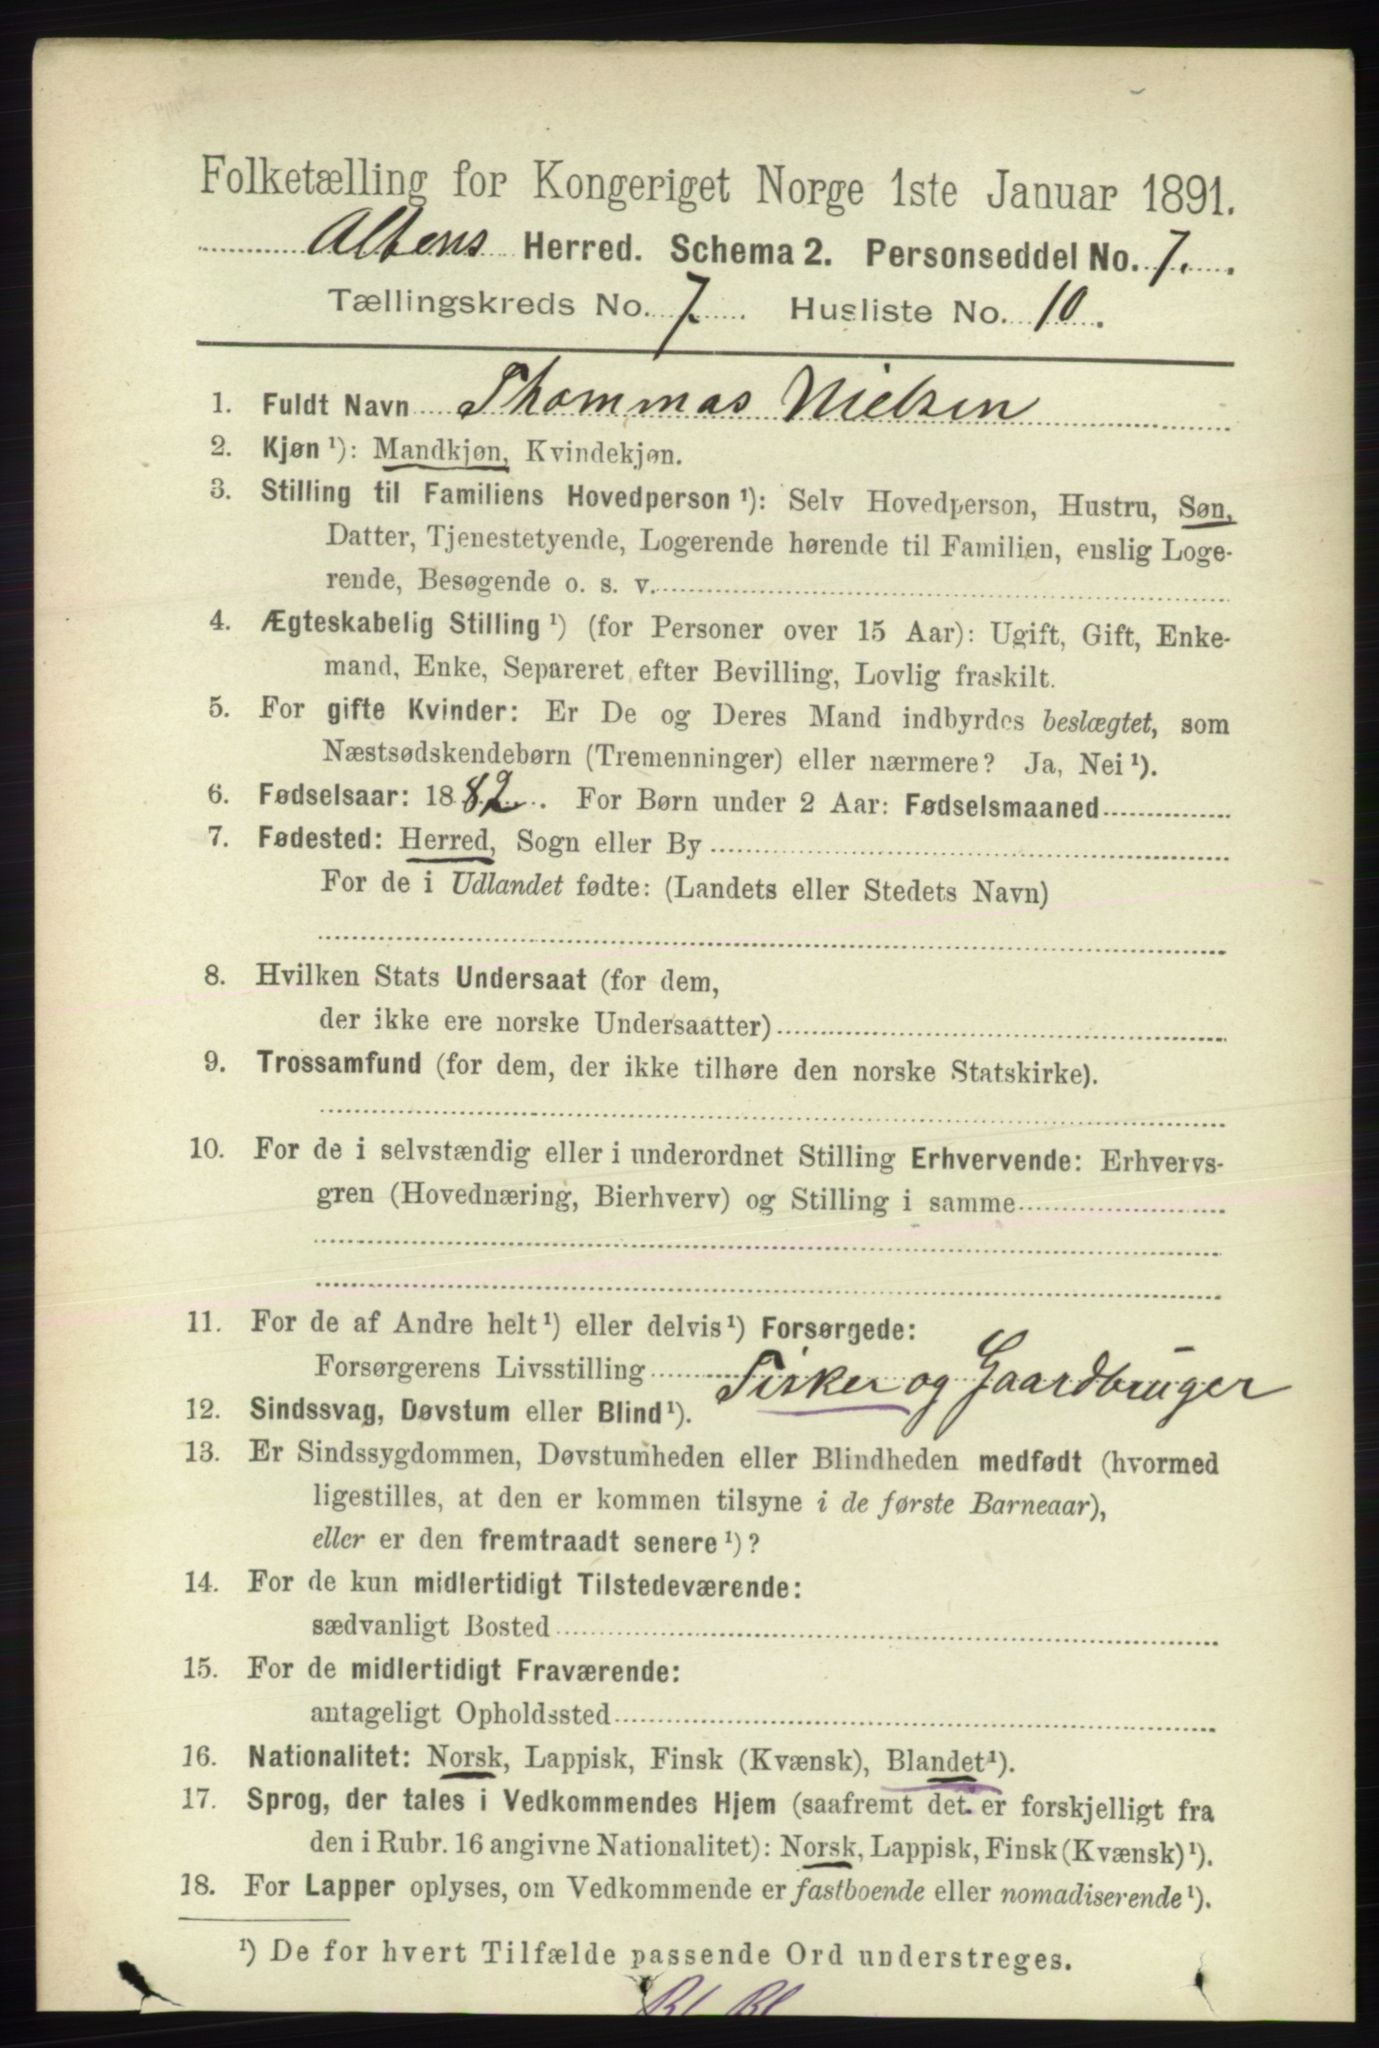 Folketælling for Kongeriget Norge 1ste Januar 1891.
Altens Herred. Schema 2. Personseddel No. 7.
Tællingskreds No. 7. Husliste No. 10.
1. Fuldt Navn Thommas Nielsen
2. Kjøn ¹): Mandkjøn, Kvindekjøn.
3. Stilling til Familiens Hovedperson ¹): Selv Hovedperson, Hustru, Søn,
Datter, Tjenestetyende, Logerende hørende til Familien, enslig Loge-
rende, Besøgende o. s. v.
4. Ægteskabelig Stilling ¹) (for Personer over 15 Aar): Ugift, Gift, Enke-
mand, Enke, Separeret efter Bevilling, Lovlig fraskilt.
5. For gifte Kvinder: Er De og Deres Mand indbyrdes beslægtet, som
Næstsødskendebørn (Tremenninger) eller nærmere? Ja, Nei ¹).
6. Fødselsaar: 1882. For Børn under 2 Aar: Fødselsmaaned
7. Fødested: Herred, Sogn eller By
For de i Udlandet fødte: (Landets eller Stedets Navn)
8. Hvilken Stats Undersaat (for dem,
der ikke ere norske Undersaatter)
9. Trossamfund (for dem, der ikke tilhøre den norske Statskirke).
10. For de i selvstændig eller i underordnet Stilling Erhvervende: Erhvervs-
gren (Hovednæring, Bierhverv) og Stilling i samme
11. For de af Andre helt ¹) eller delvis ¹) Forsørgede:
Forsørgerens Livsstilling Fisker og Gaardbruger
12. Sindssvag, Døvstum eller Blind ¹).
13. Er Sindssygdommen, Døvstumheden eller Blindheden medfødt (hvormed
ligestilles, at den er kommen tilsyne i de første Barneaar),
eller er den fremtraadt senere ¹)?
14. For de kun midlertidigt Tilstedeværende:
sædvanligt Bosted
15. For de midlertidigt Fraværende:
antageligt Opholdssted
16. Nationalitet: Norsk, Lappisk, Finsk (Kvænsk), Blandet ¹).
17. Sprog, der tales i Vedkommendes Hjem (saafremt det er forskjelligt fra
den i Rubr. 16 angivne Nationalitet): Norsk, Lappisk, Finsk (Kvænsk) ¹).
18. For Lapper oplyses, om Vedkommende er fastboende eller nomadiserende ¹).
¹) De for hvert Tilfælde passende Ord understreges.
Bl. Bl.